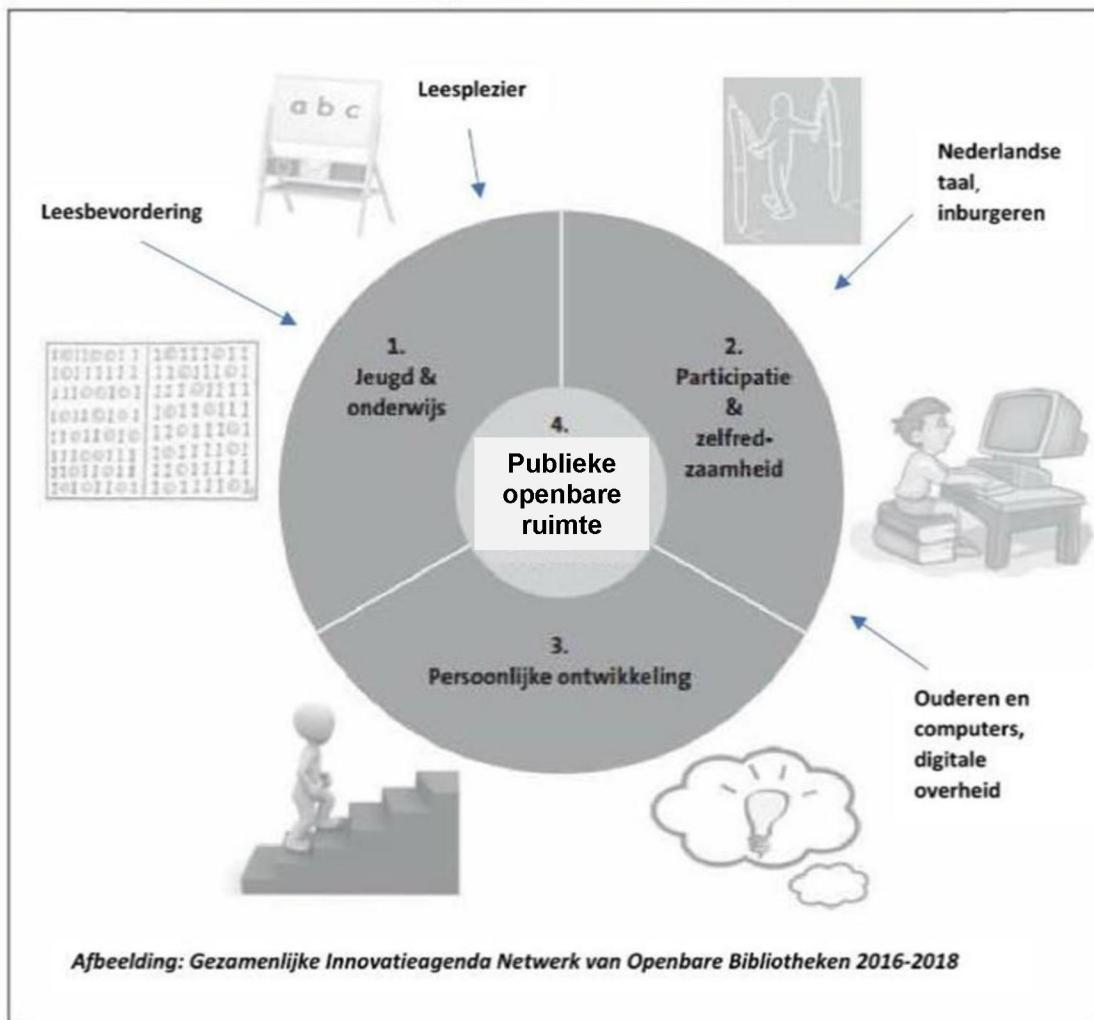 a b c
Leesplezier
Nederlandse
taal,
inburgeren
Leesbevordering
1.
Jeugd &
onderwijs
2.
Participatie
&
zelfred-
zaamheid
4.
Publieke
openbare
ruimte
3.
Persoonlijke ontwikkeling
Ouderen en
computers,
digitale
overheid
Afbeelding: Gezamenlijke Innovatieagenda Netwerk van Openbare Bibliotheken 2016-2018